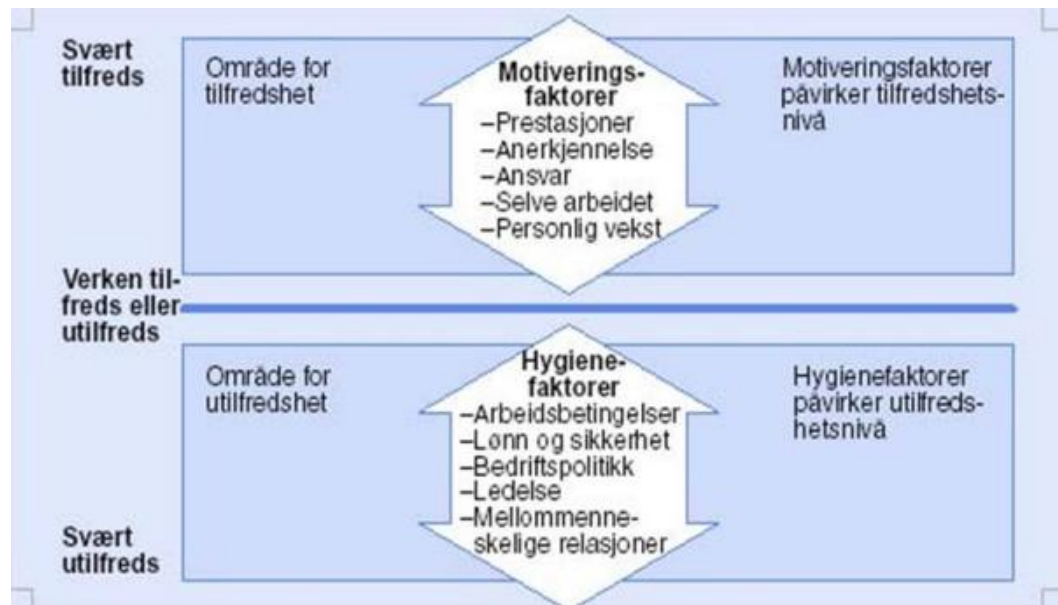 Svært
tilfreds
Område for
tilfredshet
Motiverings-
faktorer
–Prestasjoner
–Anerkjennelse
–Ansvar
–Selve arbeidet
–Personlig vekst
Motiveringsfaktorer
påvirker tilfredshets-
nivå
Verken til-
freds eller
utilfreds
Område for
utilfredshet
Hygiene-
faktorer
–Arbeidsbetingelser
–Lønn og sikkerhet
–Bedriftspolitikk
–Ledelse
–Mellommenne-
skelige relasjoner
Hygienefaktorer
påvirker utilfreds-
hetsnivå
Svært
utilfreds